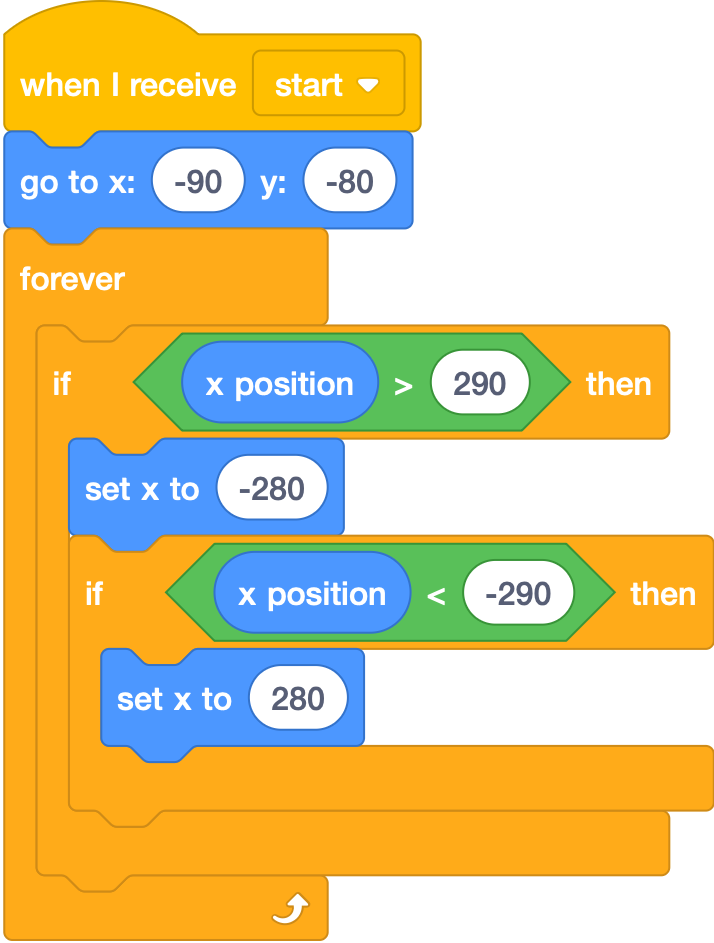 when I receive start
go to x: -90 y: -80
forever
if x position > 290 then
set x to -280
if x position < -290 then
set x to 280